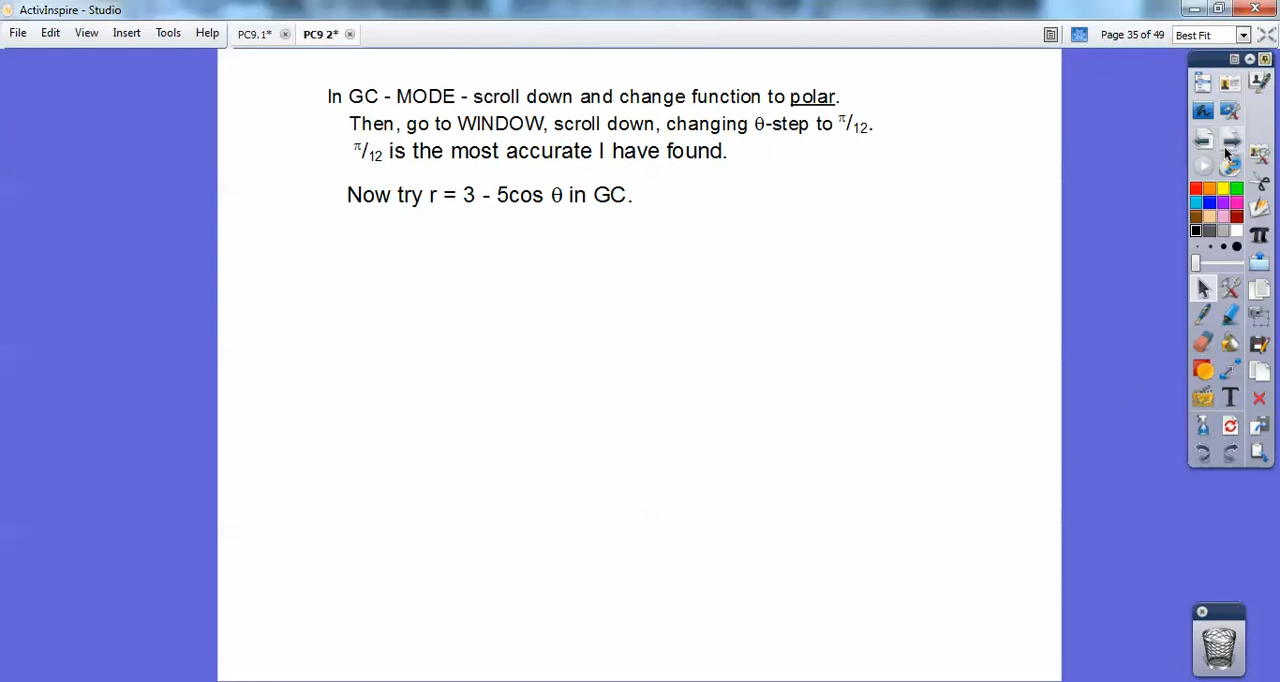 ActivInspire - Studio
File Edit View Insert Tools Help
PC9.1* PC9 2*
Page 35 of 49 Best Fit
In GC - MODE - scroll down and change function to polar.
Then, go to WINDOW, scroll down, changing θ-step to π/12.
π/12 is the most accurate I have found.
Now try r = 3 - 5cos θ in GC.